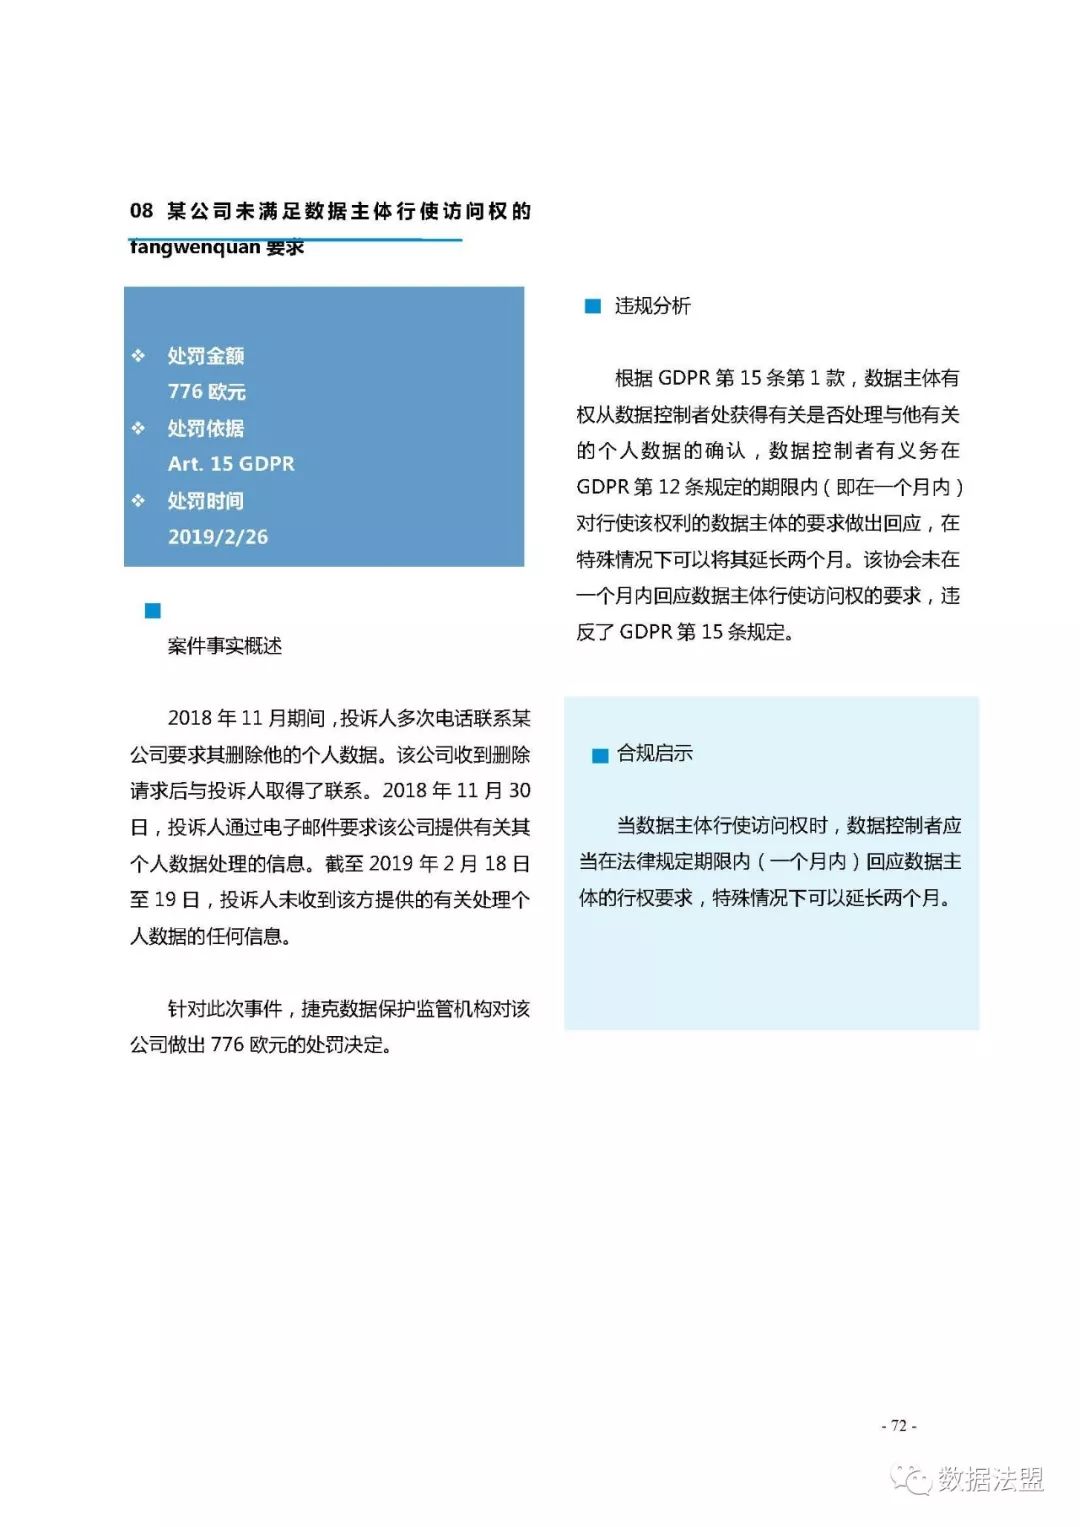 08 某公司未满足数据主体行使访问权的
fangwenquan 要求
❖ 处罚金额
776 欧元
❖ 处罚依据
Art. 15 GDPR
❖ 处罚时间
2019/2/26
案件事实概述
2018 年 11 月期间，投诉人多次电话联系某
公司要求其删除他的个人数据。该公司收到删除
请求后与投诉人取得了联系。2018 年 11 月 30
日，投诉人通过电子邮件要求该公司提供有关其
个人数据处理的信息。截至 2019 年 2 月 18 日
至 19 日，投诉人未收到该方提供的有关处理个
人数据的任何信息。
针对此次事件，捷克数据保护监管机构对该
公司做出 776 欧元的处罚决定。
违规分析
根据 GDPR 第 15 条第 1 款，数据主体有
权从数据控制者处获得有关是否处理与他有关
的个人数据的确认，数据控制者有义务在
GDPR 第 12 条规定的期限内（即在一个月内）
对行使该权利的数据主体的要求做出回应，在
特殊情况下可以将其延长两个月。该协会未在
一个月内回应数据主体行使访问权的要求，违
反了 GDPR 第 15 条规定。
合规启示
当数据主体行使访问权时，数据控制者应
当在法律规定期限内（一个月内）回应数据主
体的行权要求，特殊情况下可以延长两个月。
- 72 -
数据法盟